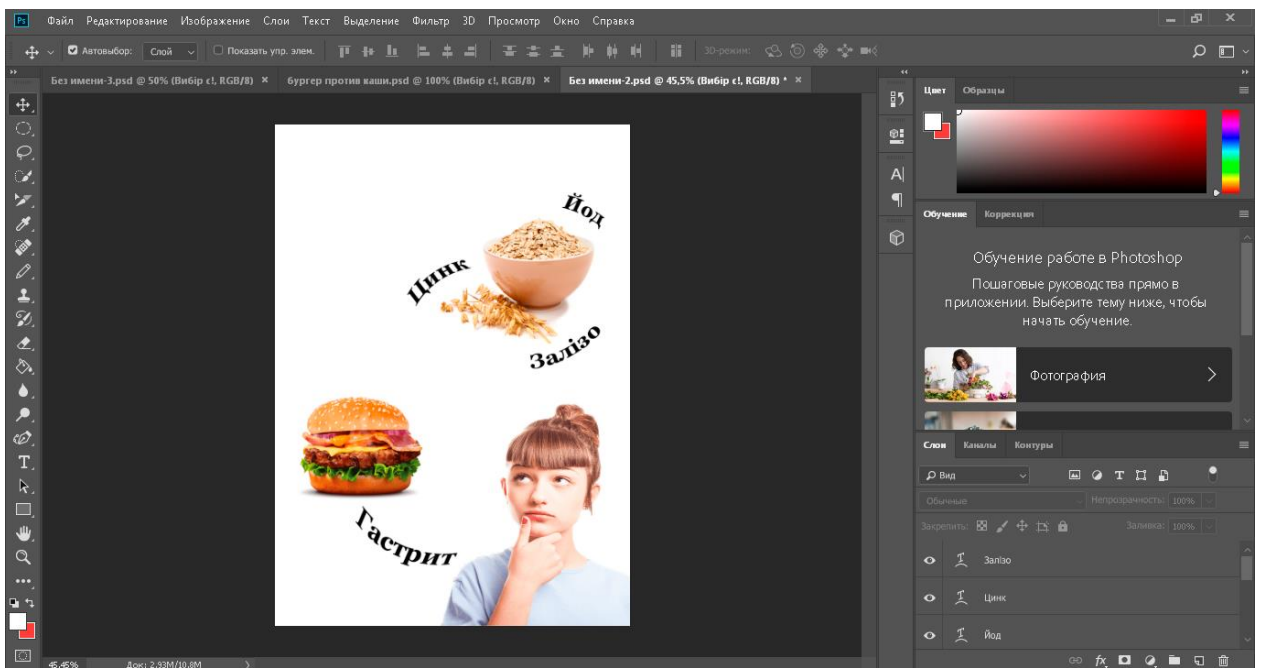 Ps Файл Редактирование Изображение Слои Текст Выделение Фильтр 3D Просмотр Окно Справка
Автовыбор: Слой Показать упр. элем. 3D-режим:
Без имени-3.psd @ 50% (Вибір є!, RGB/8) × бургер против каши.psd @ 100% (Вибір є!, RGB/8) × Без имени-2.psd @ 45,5% (Вибір є!, RGB/8) * ×
Цвет Образцы
Йод
Цинк
Залізо
Гастрит
Обучение Коррекция
Обучение работе в Photoshop
Пошаговые руководства прямо в
приложении. Выберите тему ниже, чтобы
начать обучение.
Фотография
Слои Каналы Контуры
Вид
Обычные Непрозрачность: 100%
Закрепить: Заливка: 100%
Залізо
Цинк
Йод
45,45% Док: 2,93M/10,8M